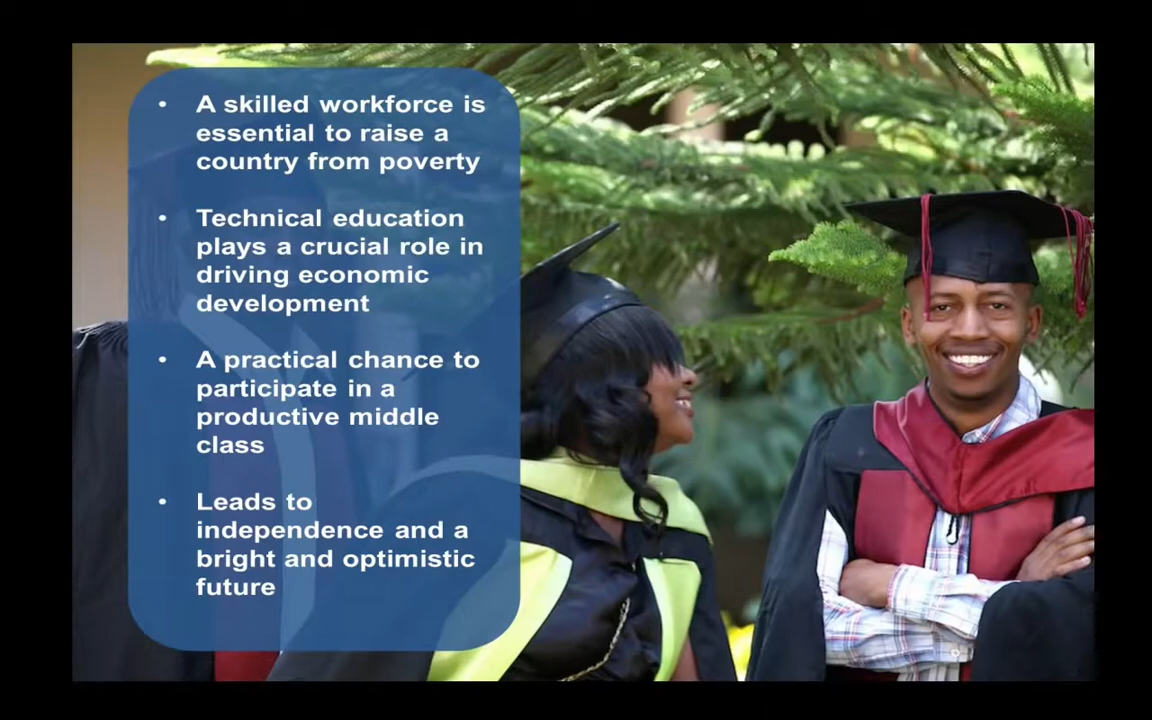 • A skilled workforce is
essential to raise a
country from poverty
• Technical education
plays a crucial role in
driving economic
development
• A practical chance to
participate in a
productive middle
class
• Leads to
independence and a
bright and optimistic
future